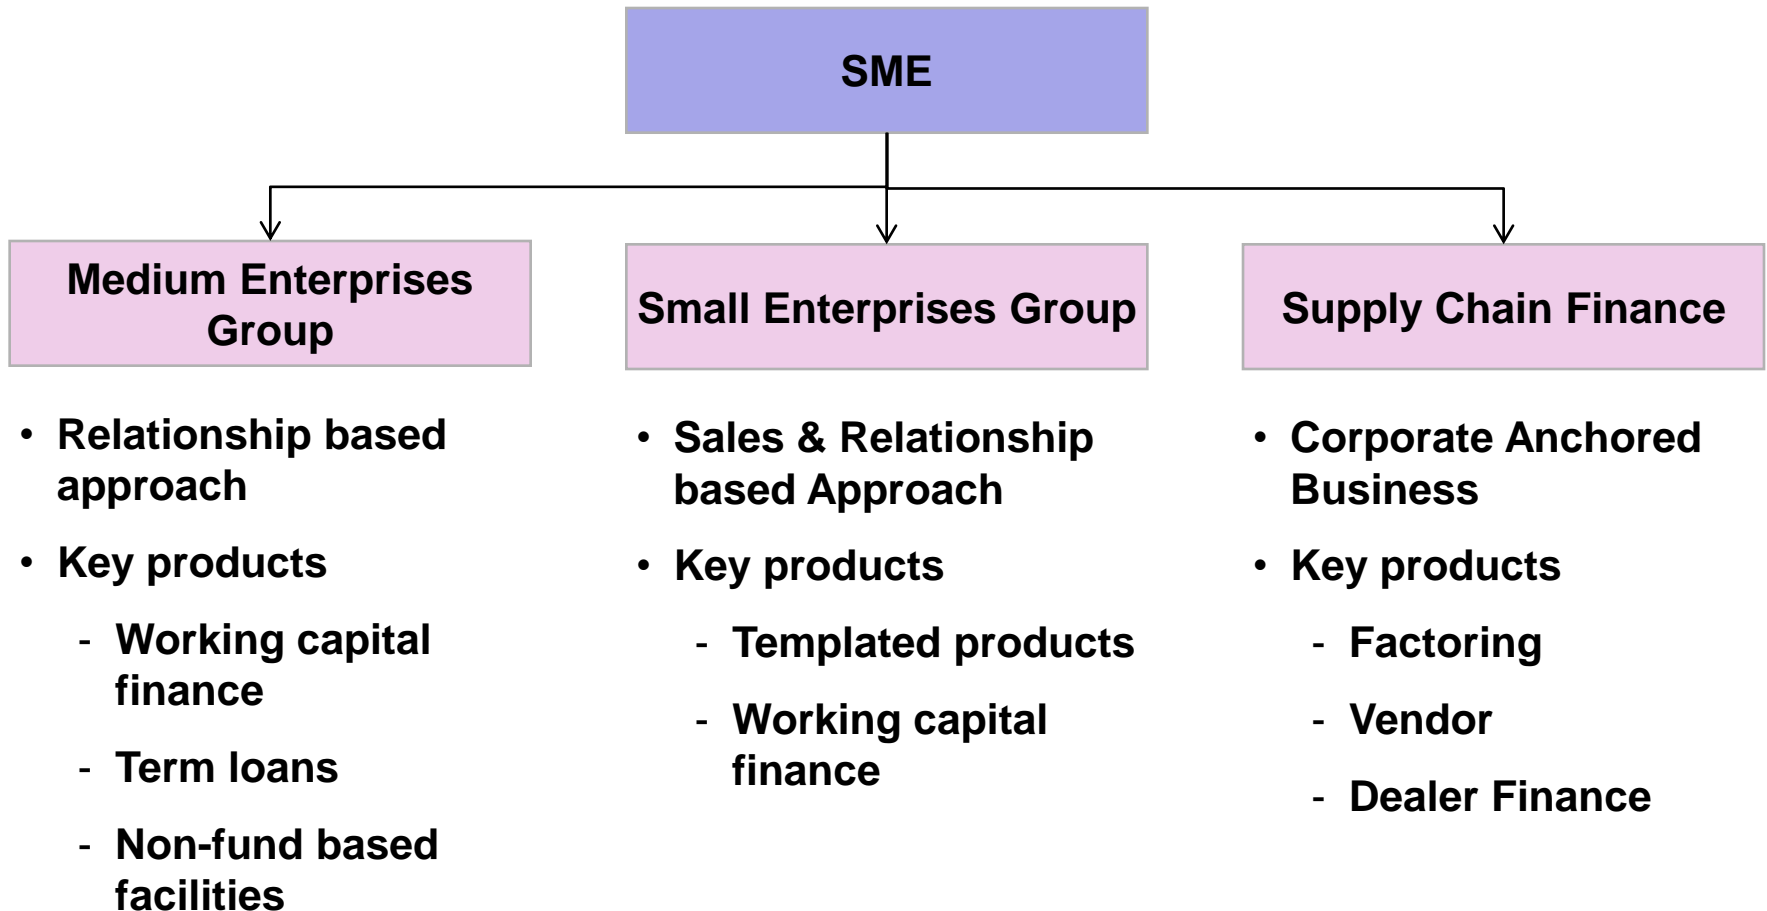 SME
Medium Enterprises
Group
• Relationship based
approach
• Key products
- Working capital
finance
- Term loans
- Non-fund based
facilities
Small Enterprises Group
• Sales & Relationship
based Approach
• Key products
- Templated products
- Working capital
finance
Supply Chain Finance
• Corporate Anchored
Business
• Key products
- Factoring
- Vendor
- Dealer Finance